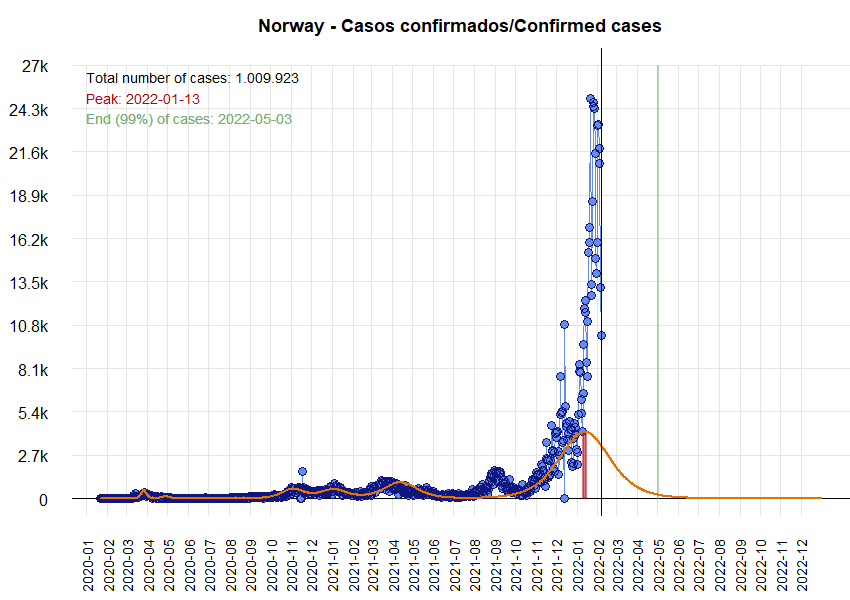 Norway - Casos confirmados/Confirmed cases
27k
24.3k
21.6k
18.9k
16.2k
13.5k
10.8k
8.1k
5.4k
2.7k
0
Total number of cases: 1.009.923
Peak: 2022-01-13
End (99%) of cases: 2022-05-03
2020-01
2020-02
2020-03
2020-04
2020-05
2020-06
2020-07
2020-08
2020-09
2020-10
2020-11
2020-12
2021-01
2021-02
2021-03
2021-04
2021-05
2021-06
2021-07
2021-08
2021-09
2021-10
2021-11
2021-12
2022-01
2022-02
2022-03
2022-04
2022-05
2022-06
2022-07
2022-08
2022-09
2022-10
2022-11
2022-12